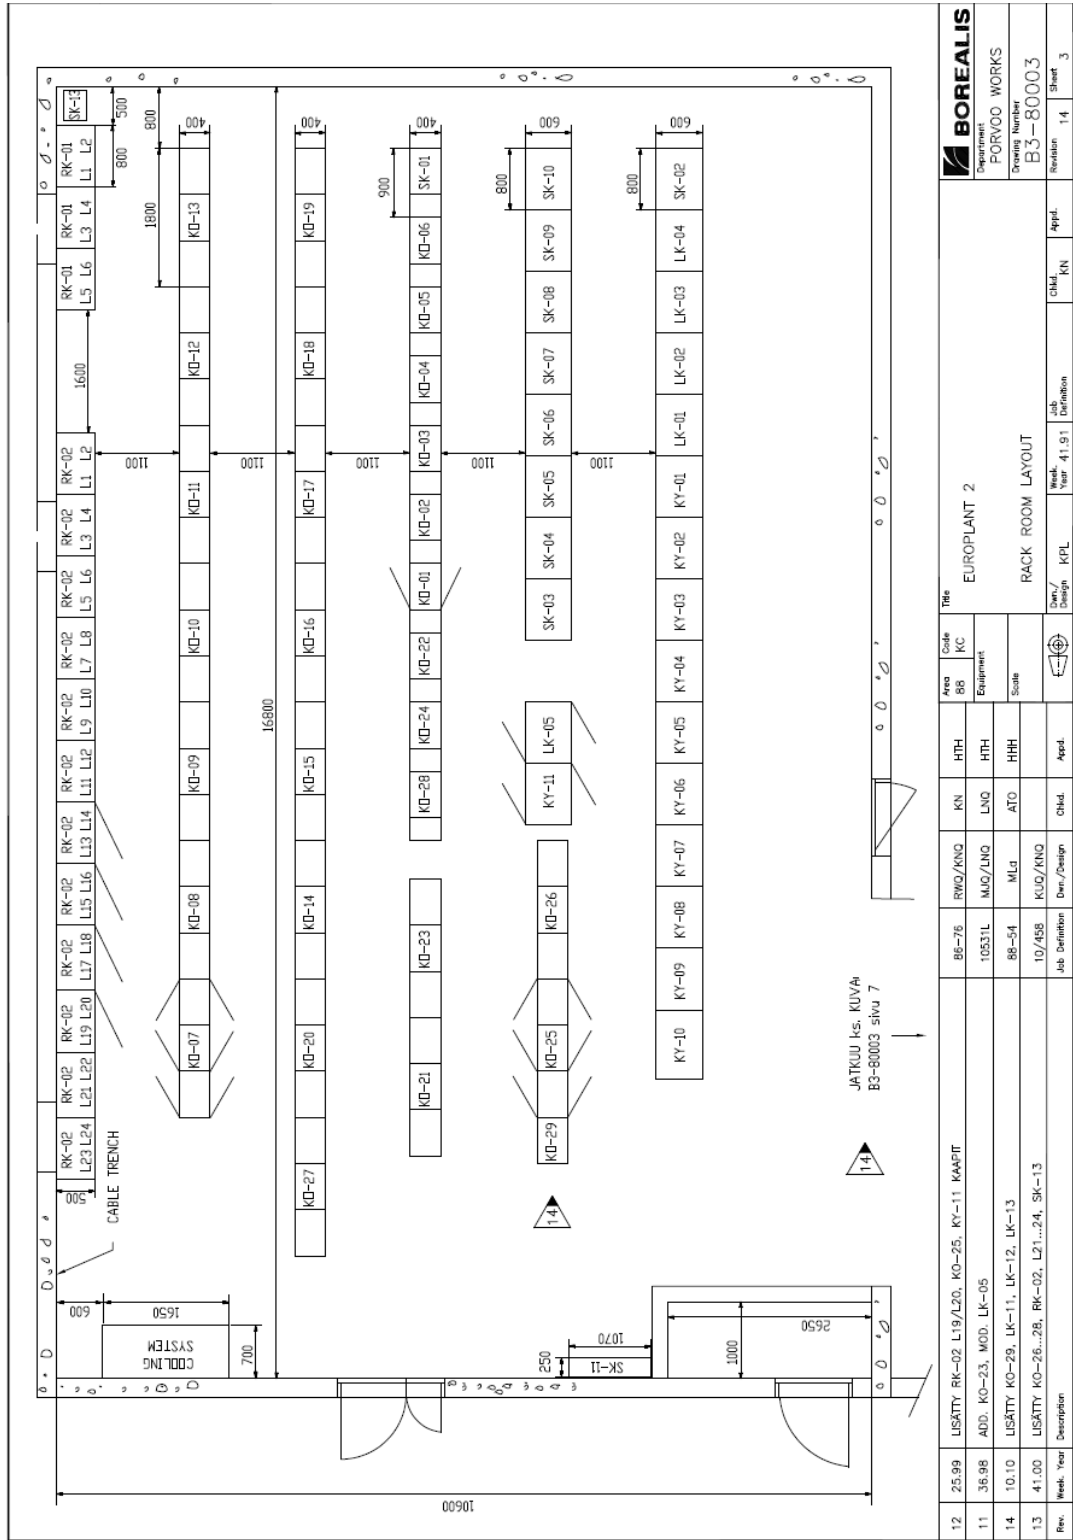 SK-13
500
800
RK-01
L1 L2
800
RK-01
L3 L4
RK-01
L5 L6
1600
RK-02
L1 L2
RK-02
L3 L4
RK-02
L5 L6
RK-02
L7 L8
RK-02
L9 L10
RK-02
L11 L12
RK-02
L13 L14
RK-02
L15 L16
RK-02
L17 L18
RK-02
L19 L20
RK-02
L21 L22
RK-02
L23 L24
500
CABLE TRENCH
400
1800
KO-13
KO-12
KO-11
KO-10
KO-09
KO-08
KO-07
1100
1100
1100
1100
1100
16800
400
KO-19
KO-18
KO-17
KO-16
KO-15
KO-14
KO-20
KO-27
400
900
SK-01
KO-06
KO-05
KO-04
KO-03
KO-02
KO-01
KO-22
KO-24
KO-28
KO-23
KO-21
600
800
SK-10
SK-09
SK-08
SK-07
SK-06
SK-05
SK-04
SK-03
LK-05
KY-11
KO-26
KO-25
KO-29
14
600
800
SK-02
LK-04
LK-03
LK-02
LK-01
KY-01
KY-02
KY-03
KY-04
KY-05
KY-06
KY-07
KY-08
KY-09
KY-10
JATKUU ks. KUVA
B3-80003 sivu 7
14
600
1650
COOLING
SYSTEM
700
250
1070
SK-11
1000
2650
10600
12 25.99 LISÄTTY RK-02 L19/L20, KO-25, KY-11 KAAPIT 86-76 RWQ/KNQ KN HTH
11 36.98 ADD. KO-23, MOD. LK-05 10531L MJQ/LNQ LNQ HTH
14 10.10 LISÄTTY KO-29, LK-11, LK-12, LK-13 88-54 MLa ATO HHH
13 41.00 LISÄTTY KO-26...28, RK-02, L21...24, SK-13 10/458 KUQ/KNQ
Rev. Week. Year Description Job Definition Dwn./Design Chkd. Appd.
Area
88
Code
KC
Equipment
Scale
Title
EUROPLANT 2
RACK ROOM LAYOUT
Dwn./
Design
KPL
Week.
Year
41.91
Job
Definition
Chkd.
KN
Appd.
BOREALIS
Department
PORVOO WORKS
Drawing Number
B3-80003
Revision
14
Sheet
3